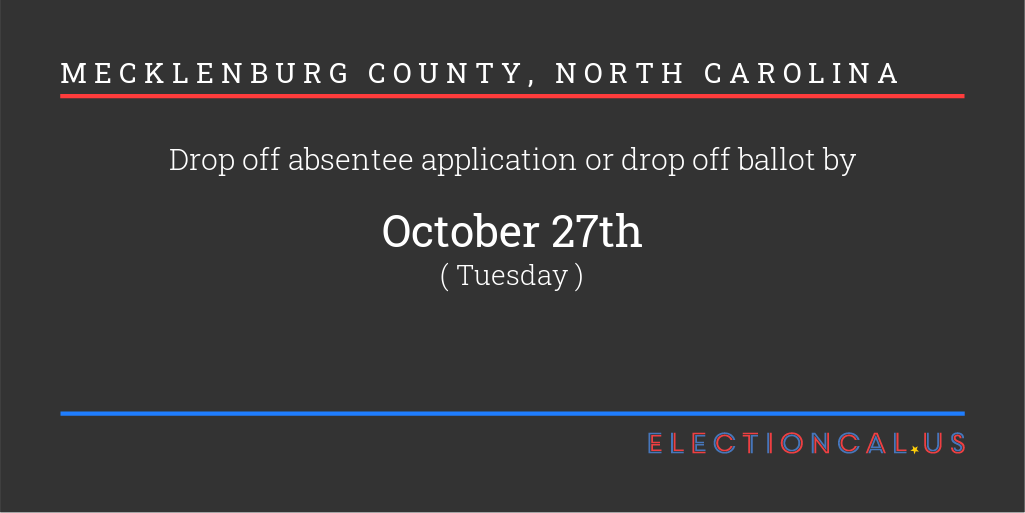 MECKLENBURG COUNTY, NORTH CAROLINA
Drop off absentee application or drop off ballot by
October 27th
( Tuesday )
ELECTIONCAL.US